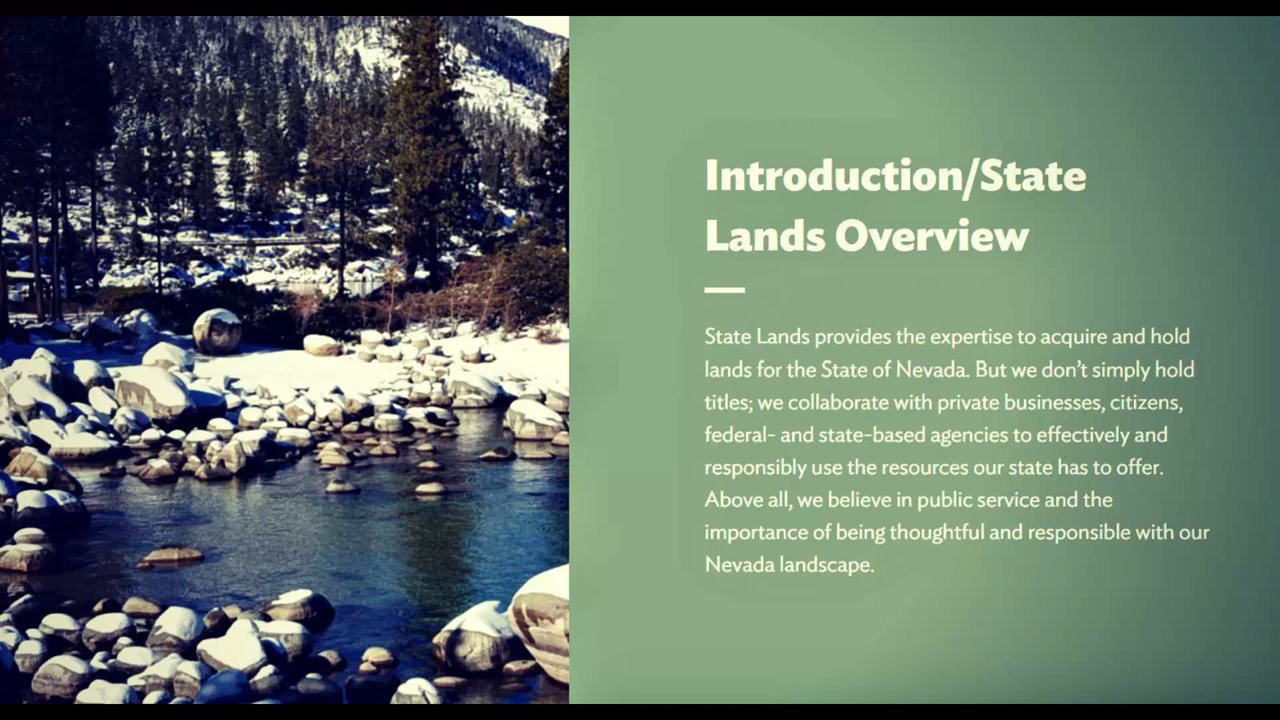 Introduction/State
Lands Overview
State Lands provides the expertise to acquire and hold
lands for the State of Nevada. But we don’t simply hold
titles; we collaborate with private businesses, citizens,
federal- and state-based agencies to effectively and
responsibly use the resources our state has to offer.
Above all, we believe in public service and the
importance of being thoughtful and responsible with our
Nevada landscape.